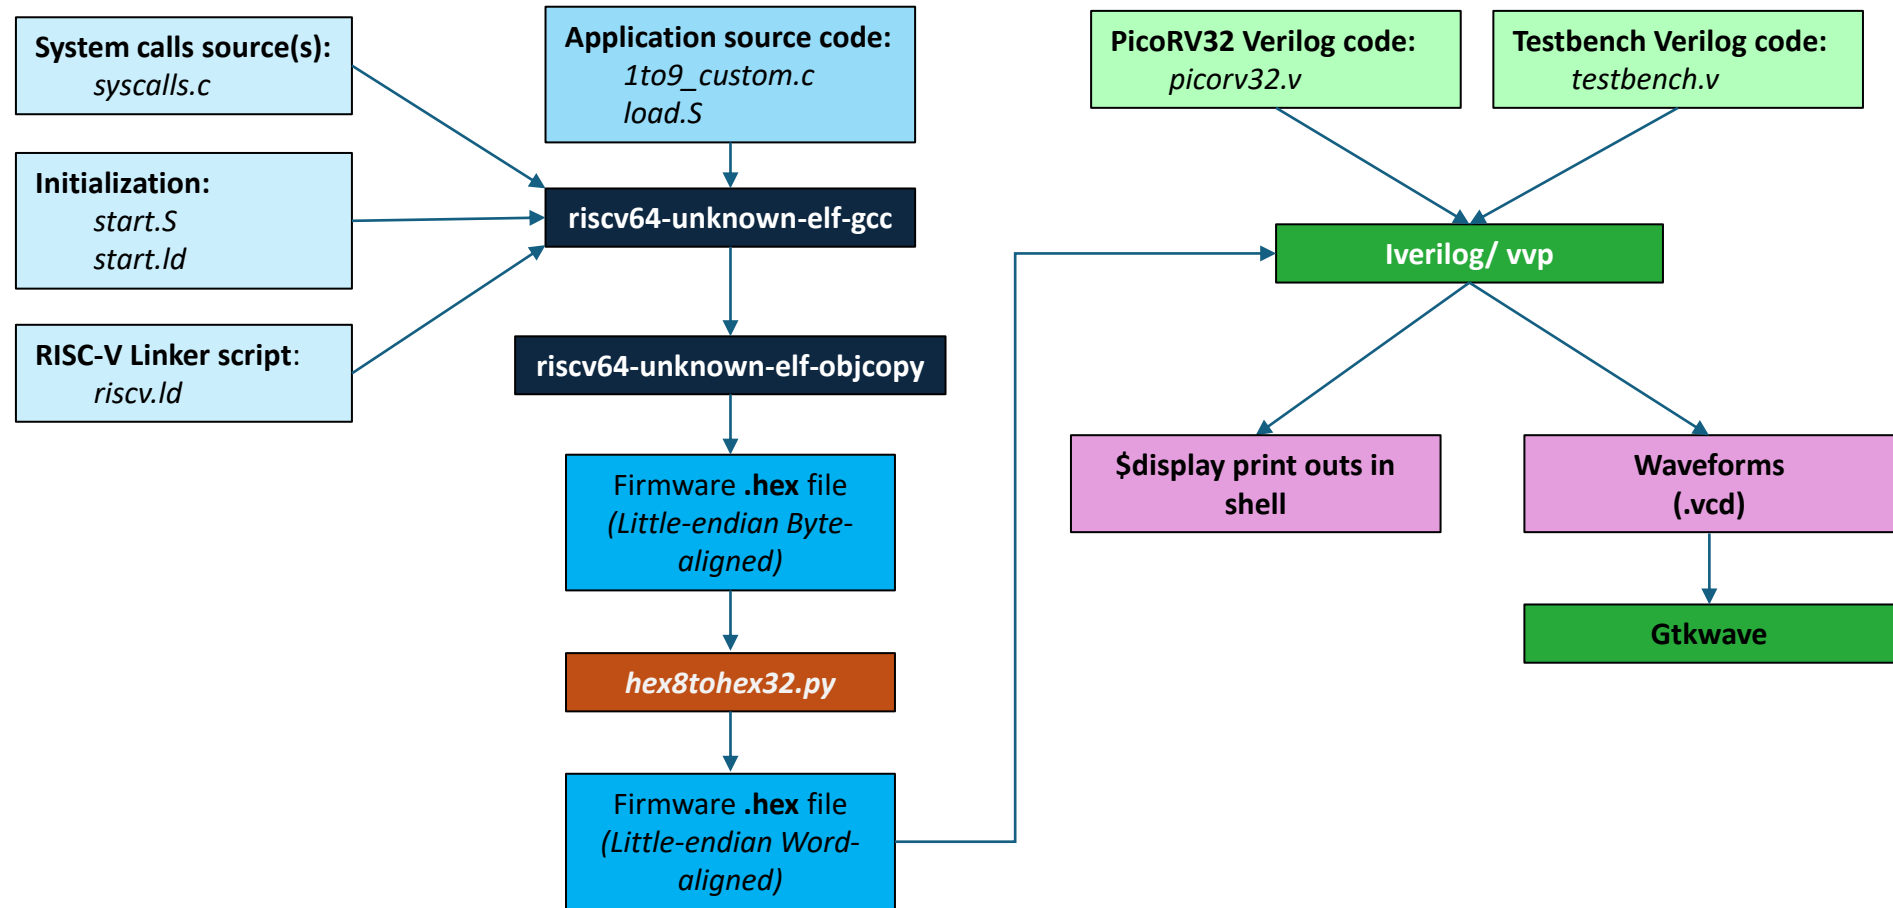 System calls source(s):
syscalls.c
Application source code:
1to9_custom.c
load.S
PicoRV32 Verilog code:
picorv32.v
Testbench Verilog code:
testbench.v
Initialization:
start.S
start.ld
riscv64-unknown-elf-gcc
Iverilog/ vvp
RISC-V Linker script:
riscv.ld
riscv64-unknown-elf-objcopy
Firmware .hex file
(Little-endian Byte-
aligned)
$display print outs in
shell
Waveforms
(.vcd)
hex8tohex32.py
Gtkwave
Firmware .hex file
(Little-endian Word-
aligned)